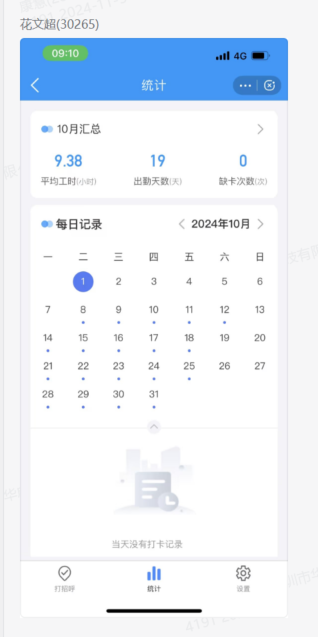 花文超(30265)
09:10
4G
统计
10月汇总
9.38 19 0
平均工时(小时) 出勤天数(天) 缺卡次数(次)
每日记录 2024年10月
一 二 三 四 五 六 日
1 2 3 4 5 6
7 8 9 10 11 12 13
14 15 16 17 18 19 20
21 22 23 24 25 26 27
28 29 30 31
当天没有打卡记录
打招呼 统计 设置